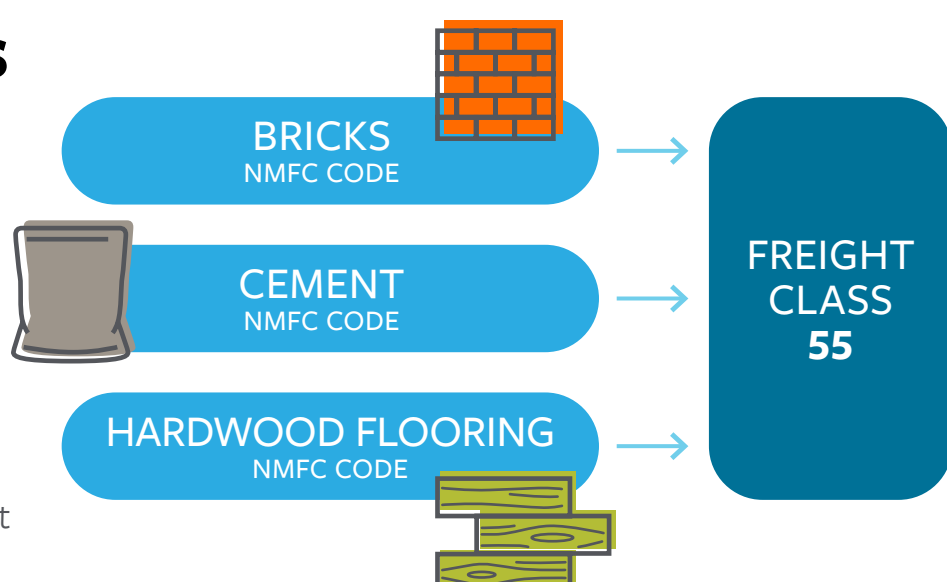 s
BRICKS
NMFC CODE
CEMENT
NMFC CODE
HARDWOOD FLOORING
NMFC CODE
t
FREIGHT
CLASS
55